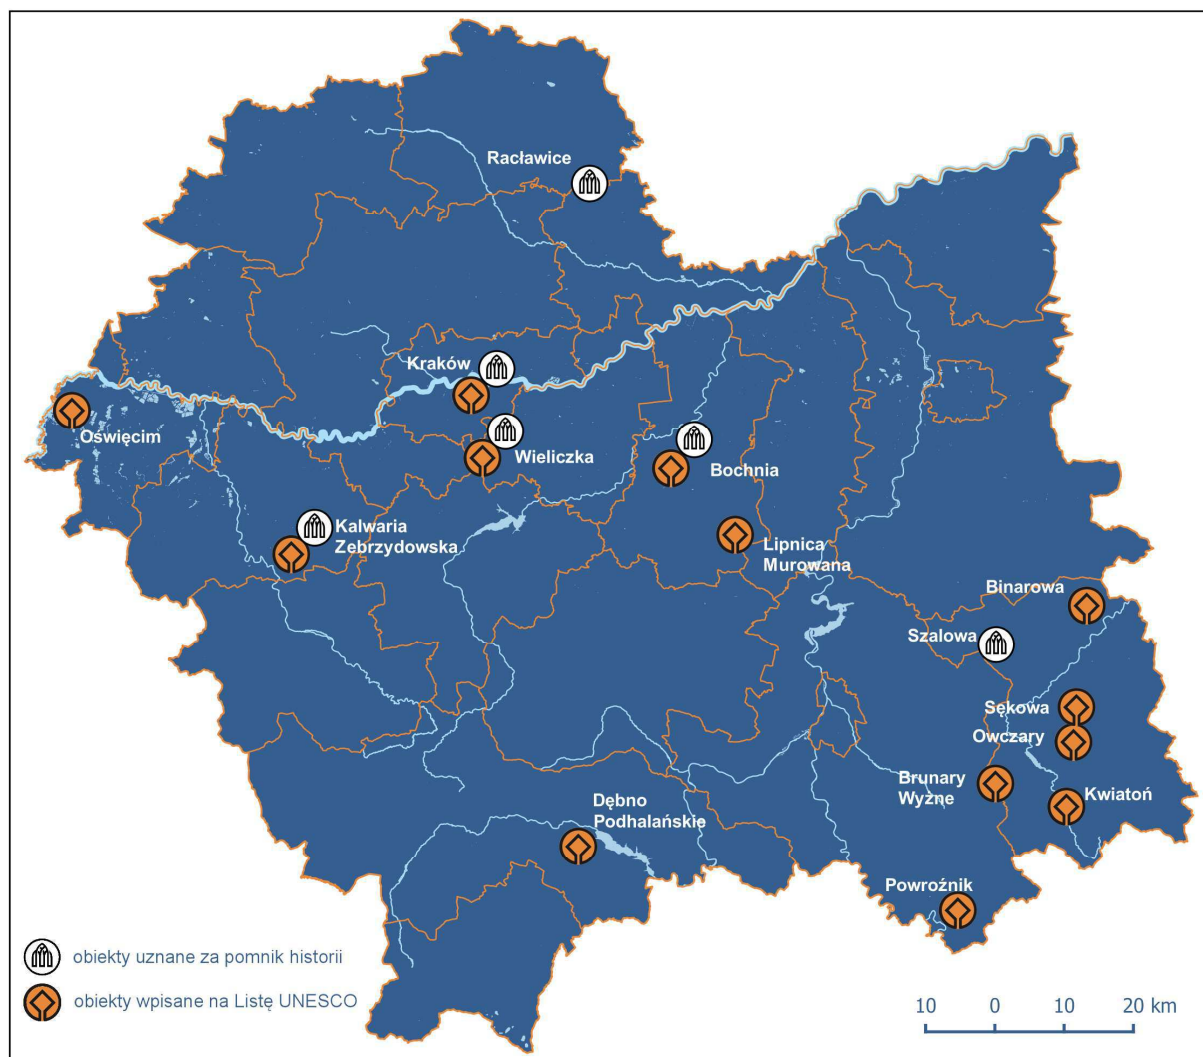 Racławice
Kraków
Oświęcim
Wieliczka
Bochnia
Kalwaria
Zebrzydowska
Lipnica
Murowana
Binarowa
Szalowa
Sękowa
Owczary
Brunary
Wyżne
Kwiatoń
Dębno
Podhalańskie
Powroźnik
obiekty uznane za pomnik historii
obiekty wpisane na Listę UNESCO
10 0 10 20 km